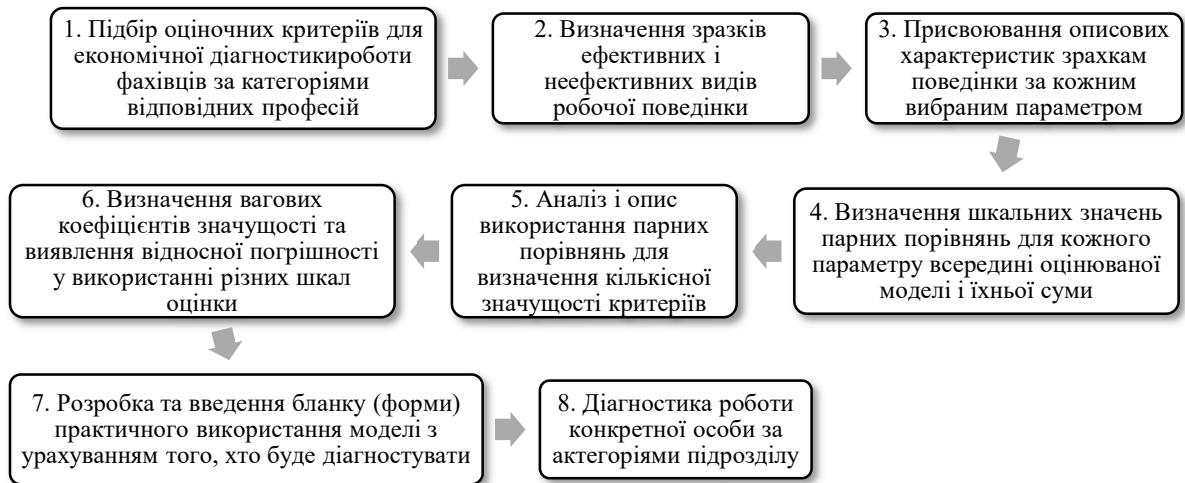 1. Підбір оціночних критеріїв для
економічної діагностикироботи
фахівців за категоріями
відповідних професій
2. Визначення зразків
ефективних і
неефективних видів
робочої поведінки
3. Присвоювання описових
характеристик зрахкам
поведінки за кожним
вибраним параметром
4. Визначення шкальних значень
парних порівнянь для кожного
параметру всередині оцінюваної
моделі і їхньої суми
5. Аналіз і опис
використання парних
порівнянь для
визначення кількісної
значущості критеріїв
6. Визначення вагових
коефіцієнтів значущості та
виявлення відносної погрішності
у використанні різних шкал
оцінки
7. Розробка та введення бланку (форми)
практичного використання моделі з
урахуванням того, хто буде діагностувати
8. Діагностика роботи
конкретної особи за
актегоріями підрозділу